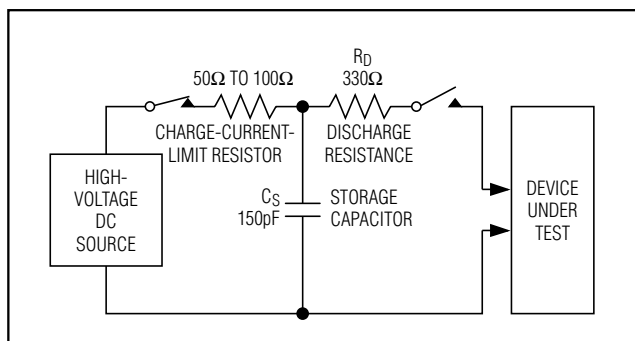 R_D
50Ω TO 100Ω
330Ω
CHARGE-CURRENT-
LIMIT RESISTOR
DISCHARGE
RESISTANCE
HIGH-
VOLTAGE
DC
SOURCE
C_S
150pF
STORAGE
CAPACITOR
DEVICE
UNDER
TEST